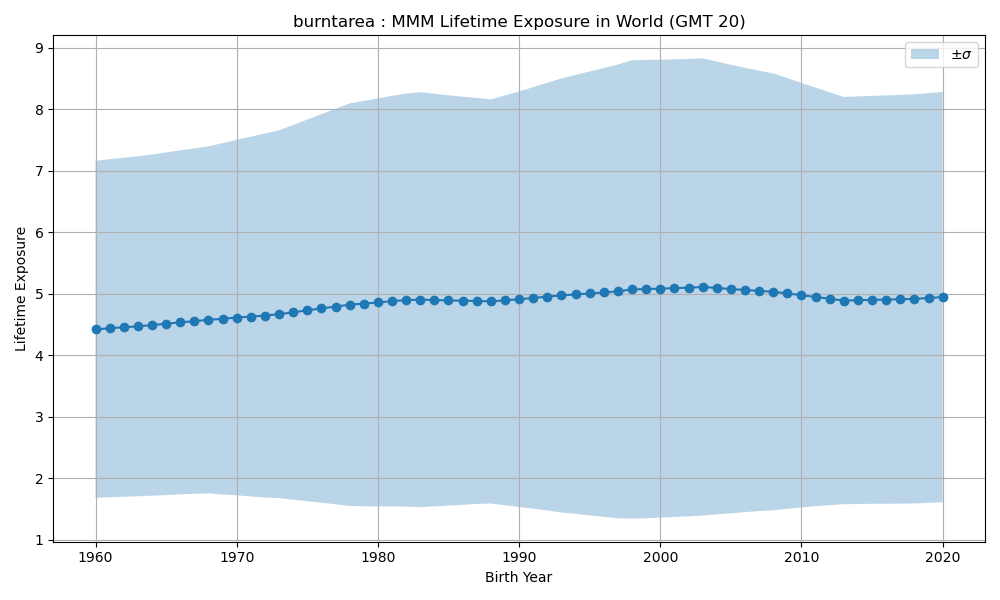 burntarea : MMM Lifetime Exposure in World (GMT 20)
±σ
Lifetime Exposure
9
8
7
6
5
4
3
2
1
1960 1970 1980 1990 2000 2010 2020
Birth Year